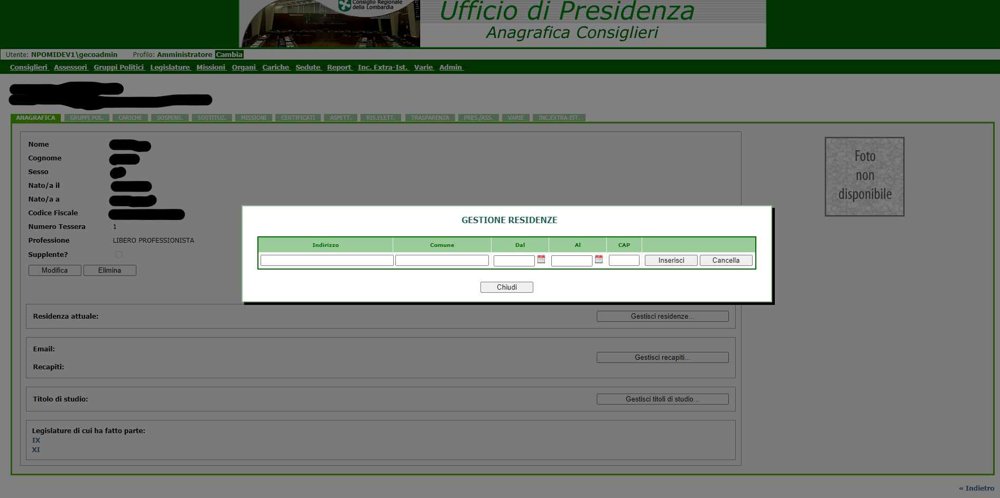 Consiglio Regionale
della Lombardia
Ufficio di Presidenza
Anagrafica Consiglieri
Utente: NPOMIDEV1\gecoadmin Profilo: Amministratore Cambia
Consiglieri Assessori Gruppi Politici Legislature Missioni Organi Cariche Sedute Report Inc. Extra-Ist. Varie Admin
ANAGRAFICA GRUPPI POL. CARICHE SOSPENS. SOSTITUZ. MISSIONI CERTIFICATI ASPETT. RIS.ELETT. TRASPARENZA PRES./ASS. VARIE INC.EXTRA-IST.
Nome
Cognome
Sesso
Nato/a il
Nato/a a
Codice Fiscale
Numero Tessera 1
Professione LIBERO PROFESSIONISTA
Supplente?
Modifica Elimina
Foto
non
disponibile
GESTIONE RESIDENZE
Indirizzo Comune Dal Al CAP
Inserisci Cancella
Chiudi
Residenza attuale: Gestisci residenze...
Email:
Gestisci recapiti...
Recapiti:
Titolo di studio: Gestisci titoli di studio...
Legislature di cui ha fatto parte:
IX
XI
« Indietro